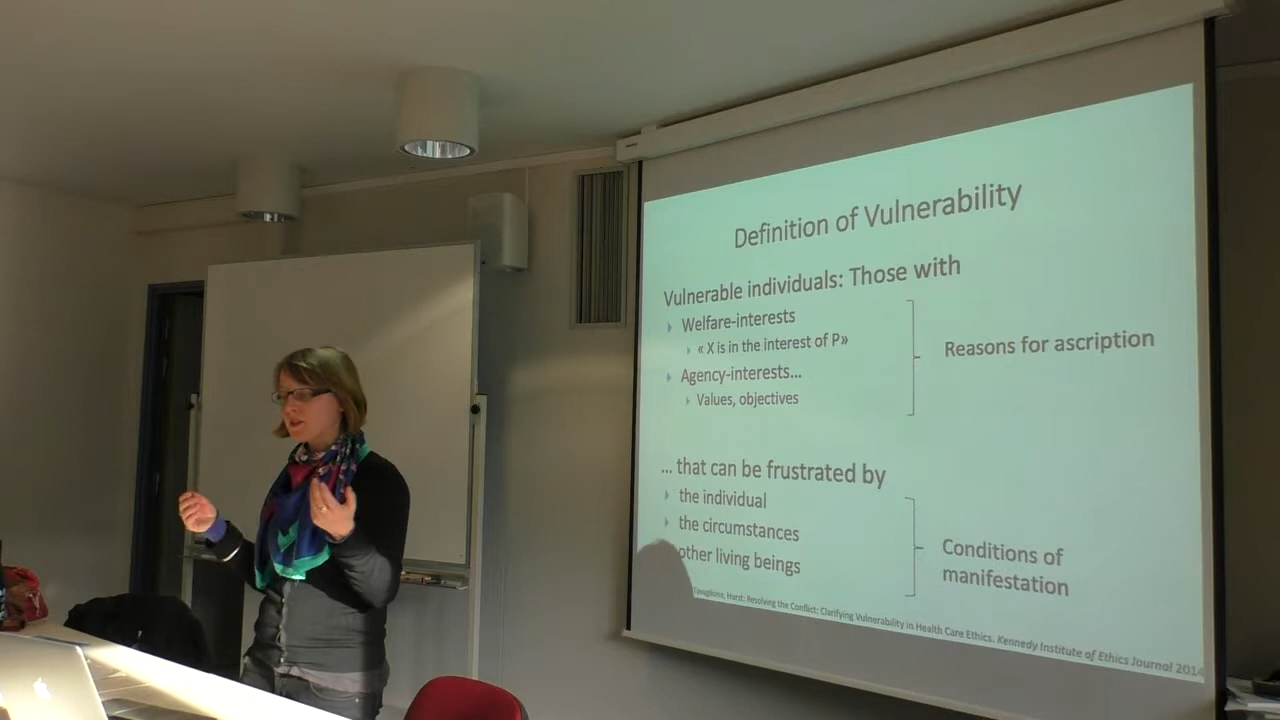 Definition of Vulnerability
Vulnerable individuals: Those with
Welfare-interests
« X is in the interest of P»
Agency-interests...
Values, objectives
Reasons for ascription
... that can be frustrated by
the individual
the circumstances
other living beings
Conditions of
manifestation
Hurst: Resolving the Conflict: Clarifying Vulnerability in Health Care Ethics. Kennedy Institute of Ethics Journal 2014